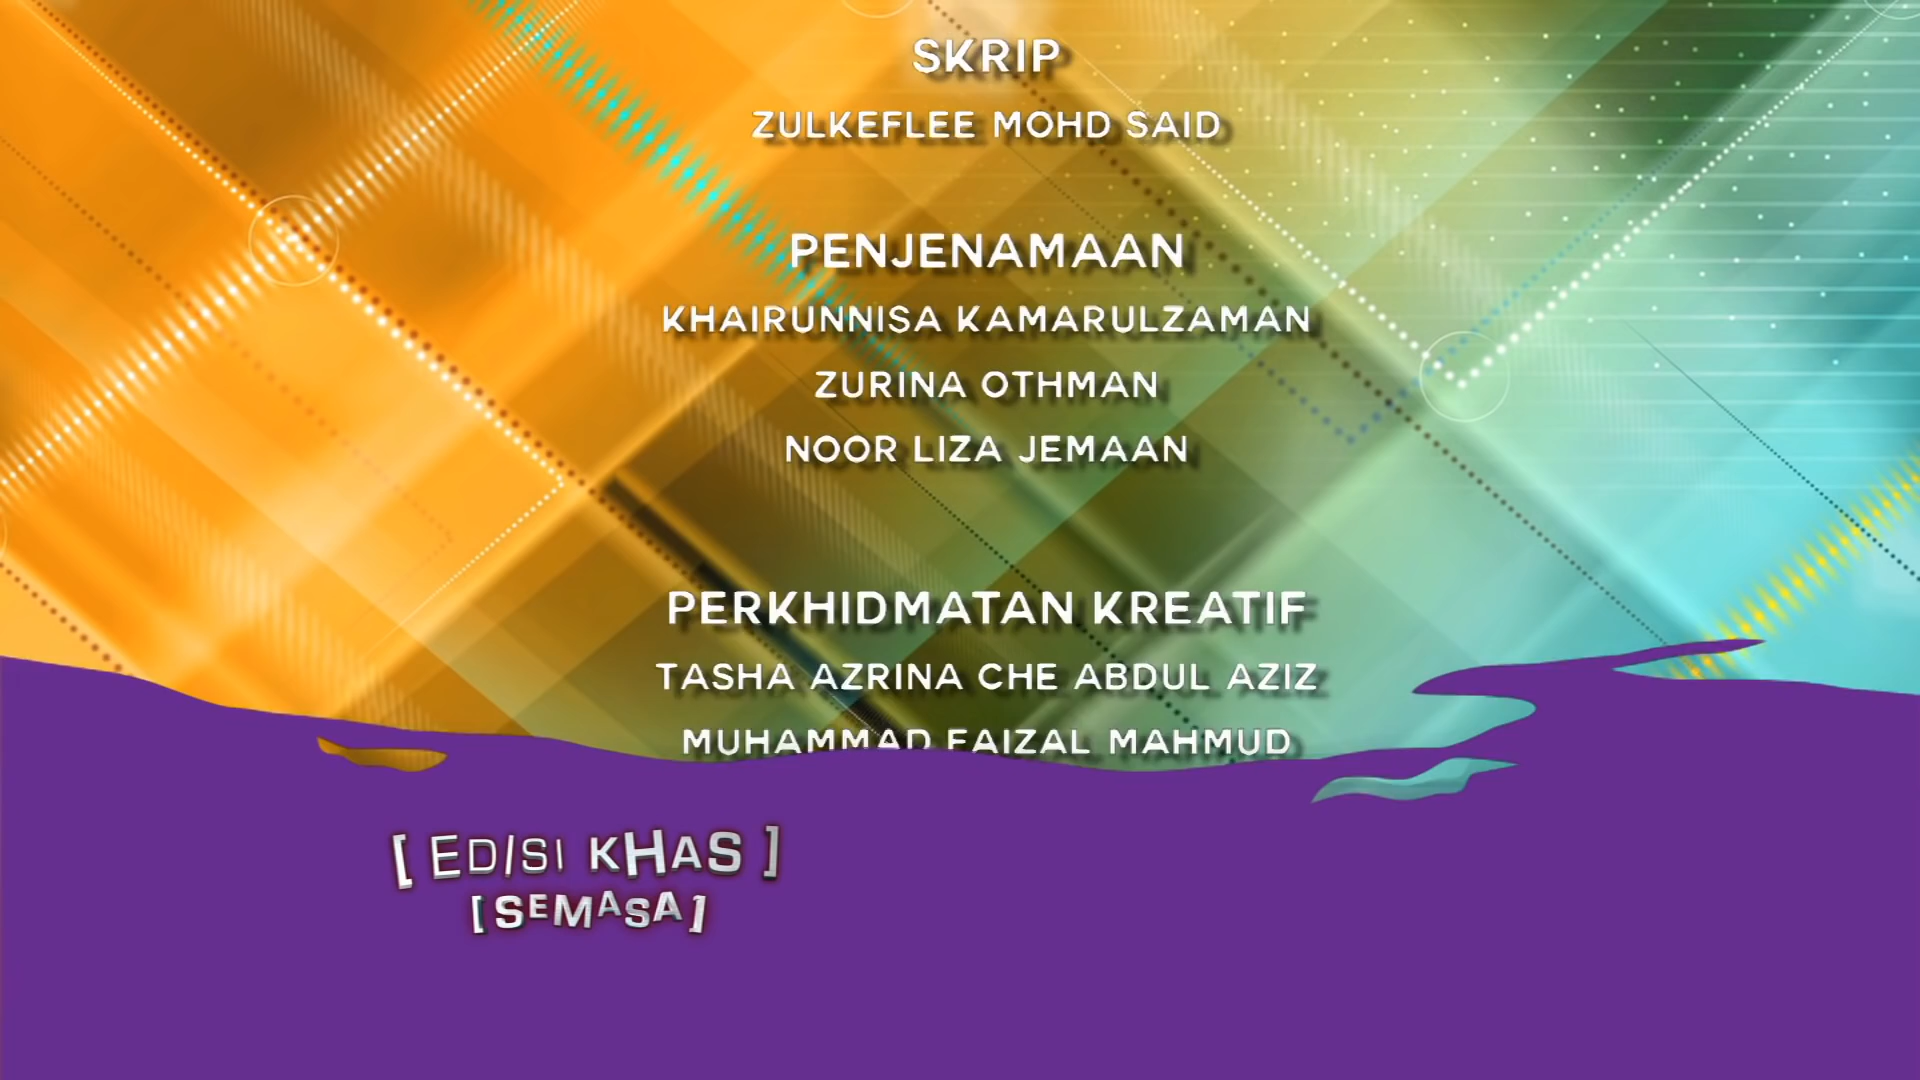 SKRIP
ZULKEFLEE MOHD SAID
PENJENAMAAN
KHAIRUNNISA KAMARULZAMAN
ZURINA OTHMAN
NOOR LIZA JEMAAN
PERKHIDMATAN KREATIF
TASHA AZRINA CHE ABDUL AZIZ
MUHAMMAD FAIZAL MAHMUD
[ EDISI KHAS ]
[SEMASA]